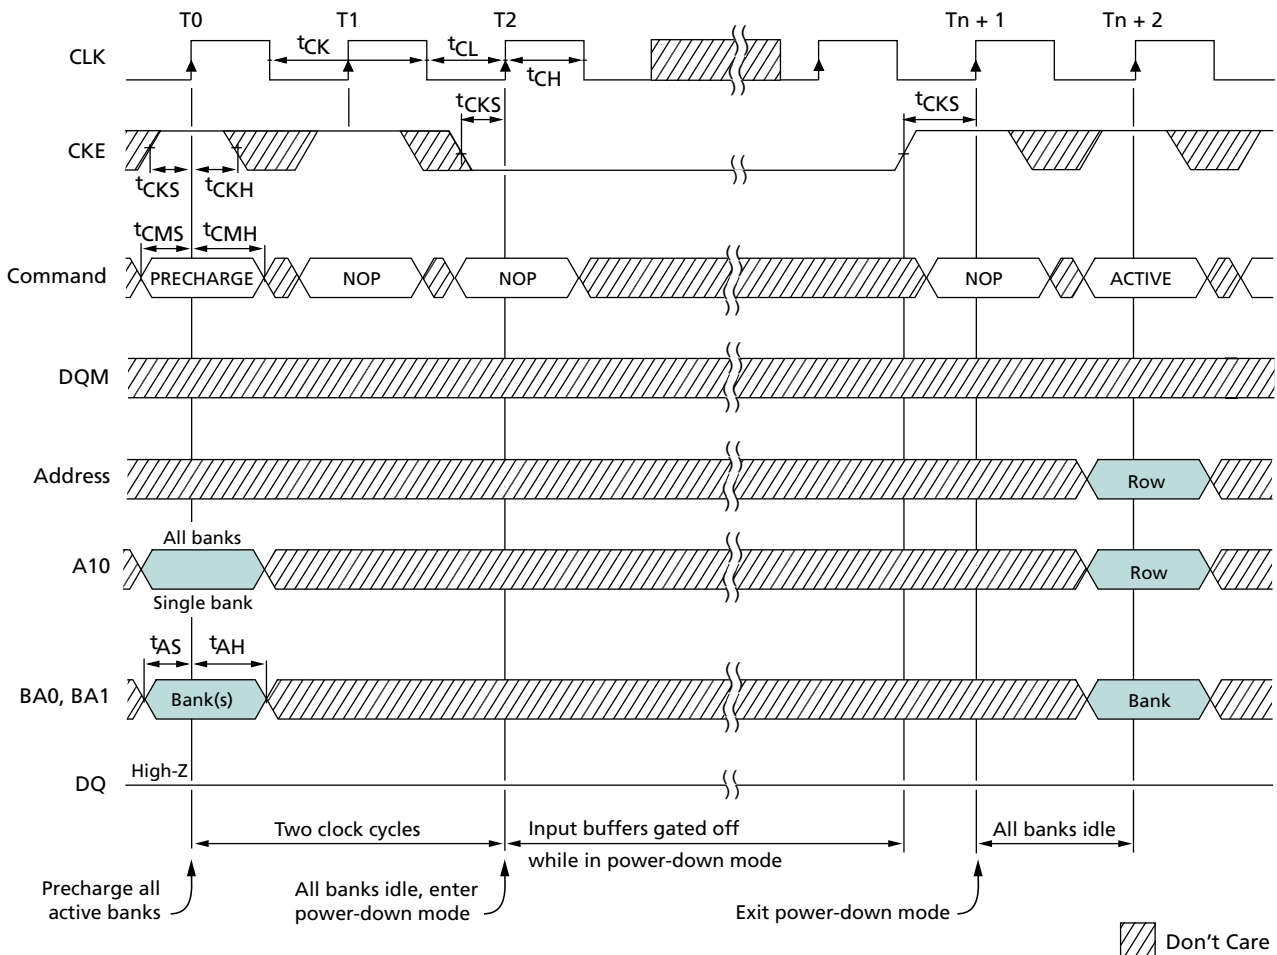 T0 T1 T2 Tn + 1 Tn + 2
CLK
tCK tCL
tCH
tCKS tCKS
CKE
tCKS tCKH
tCMS tCMH
Command PRECHARGE NOP NOP NOP ACTIVE
DQM
Address Row
All banks
A10 Row
Single bank
tAS tAH
BA0, BA1 Bank(s) Bank
High-Z
DQ
Two clock cycles
Input buffers gated off
while in power-down mode
All banks idle
Precharge all
active banks
All banks idle, enter
power-down mode
Exit power-down mode
Don't Care